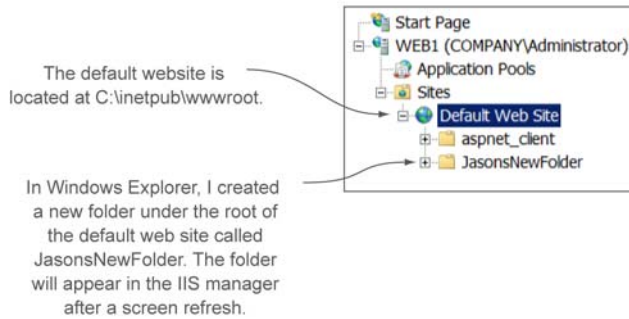 Start Page
WEB1 (COMPANY\Administrator)
Application Pools
Sites
Default Web Site
aspnet_client
JasonsNewFolder
The default website is
located at C:\inetpub\wwwroot.
In Windows Explorer, I created
a new folder under the root of
the default web site called
JasonsNewFolder. The folder
will appear in the IIS manager
after a screen refresh.